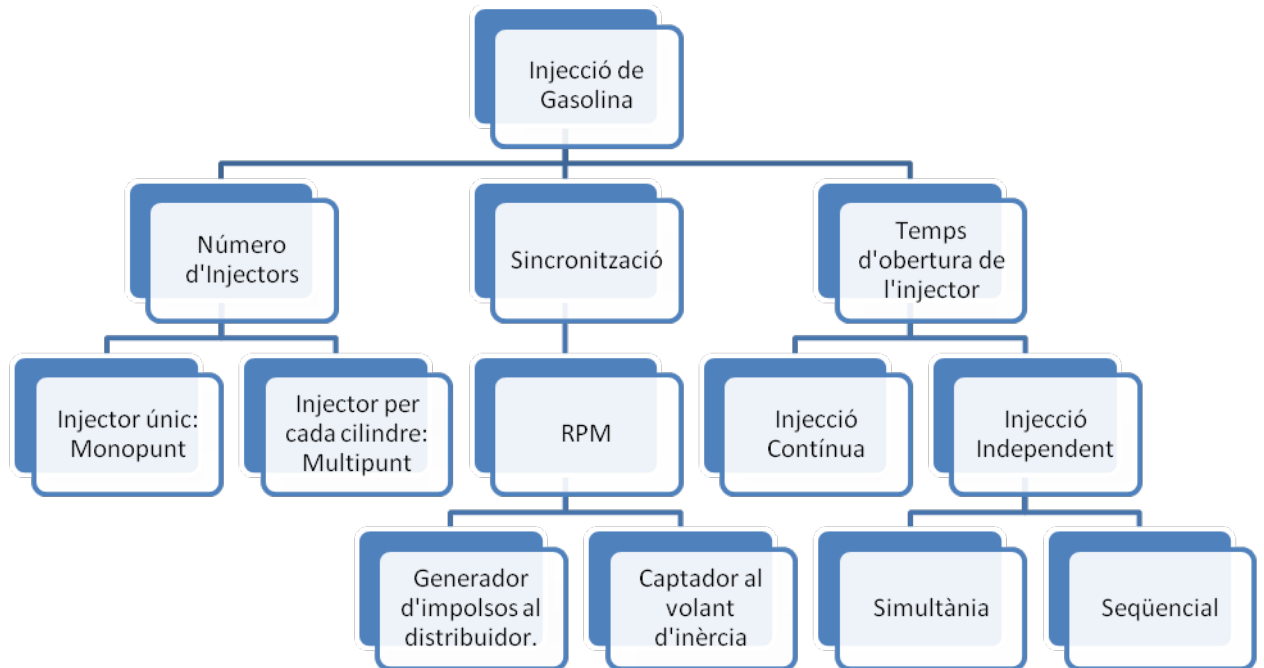 Injecció de
Gasolina
Número
d'Injectors
Sincronització
Temps
d'obertura de
l'injector
Injector únic:
Monopunt
Injector per
cada cilindre:
Multipunt
RPM
Injecció
Contínua
Injecció
Independent
Generador
d'impolsos al
distribuidor.
Captador al
volant
d'inèrcia
Simultània
Seqüencial